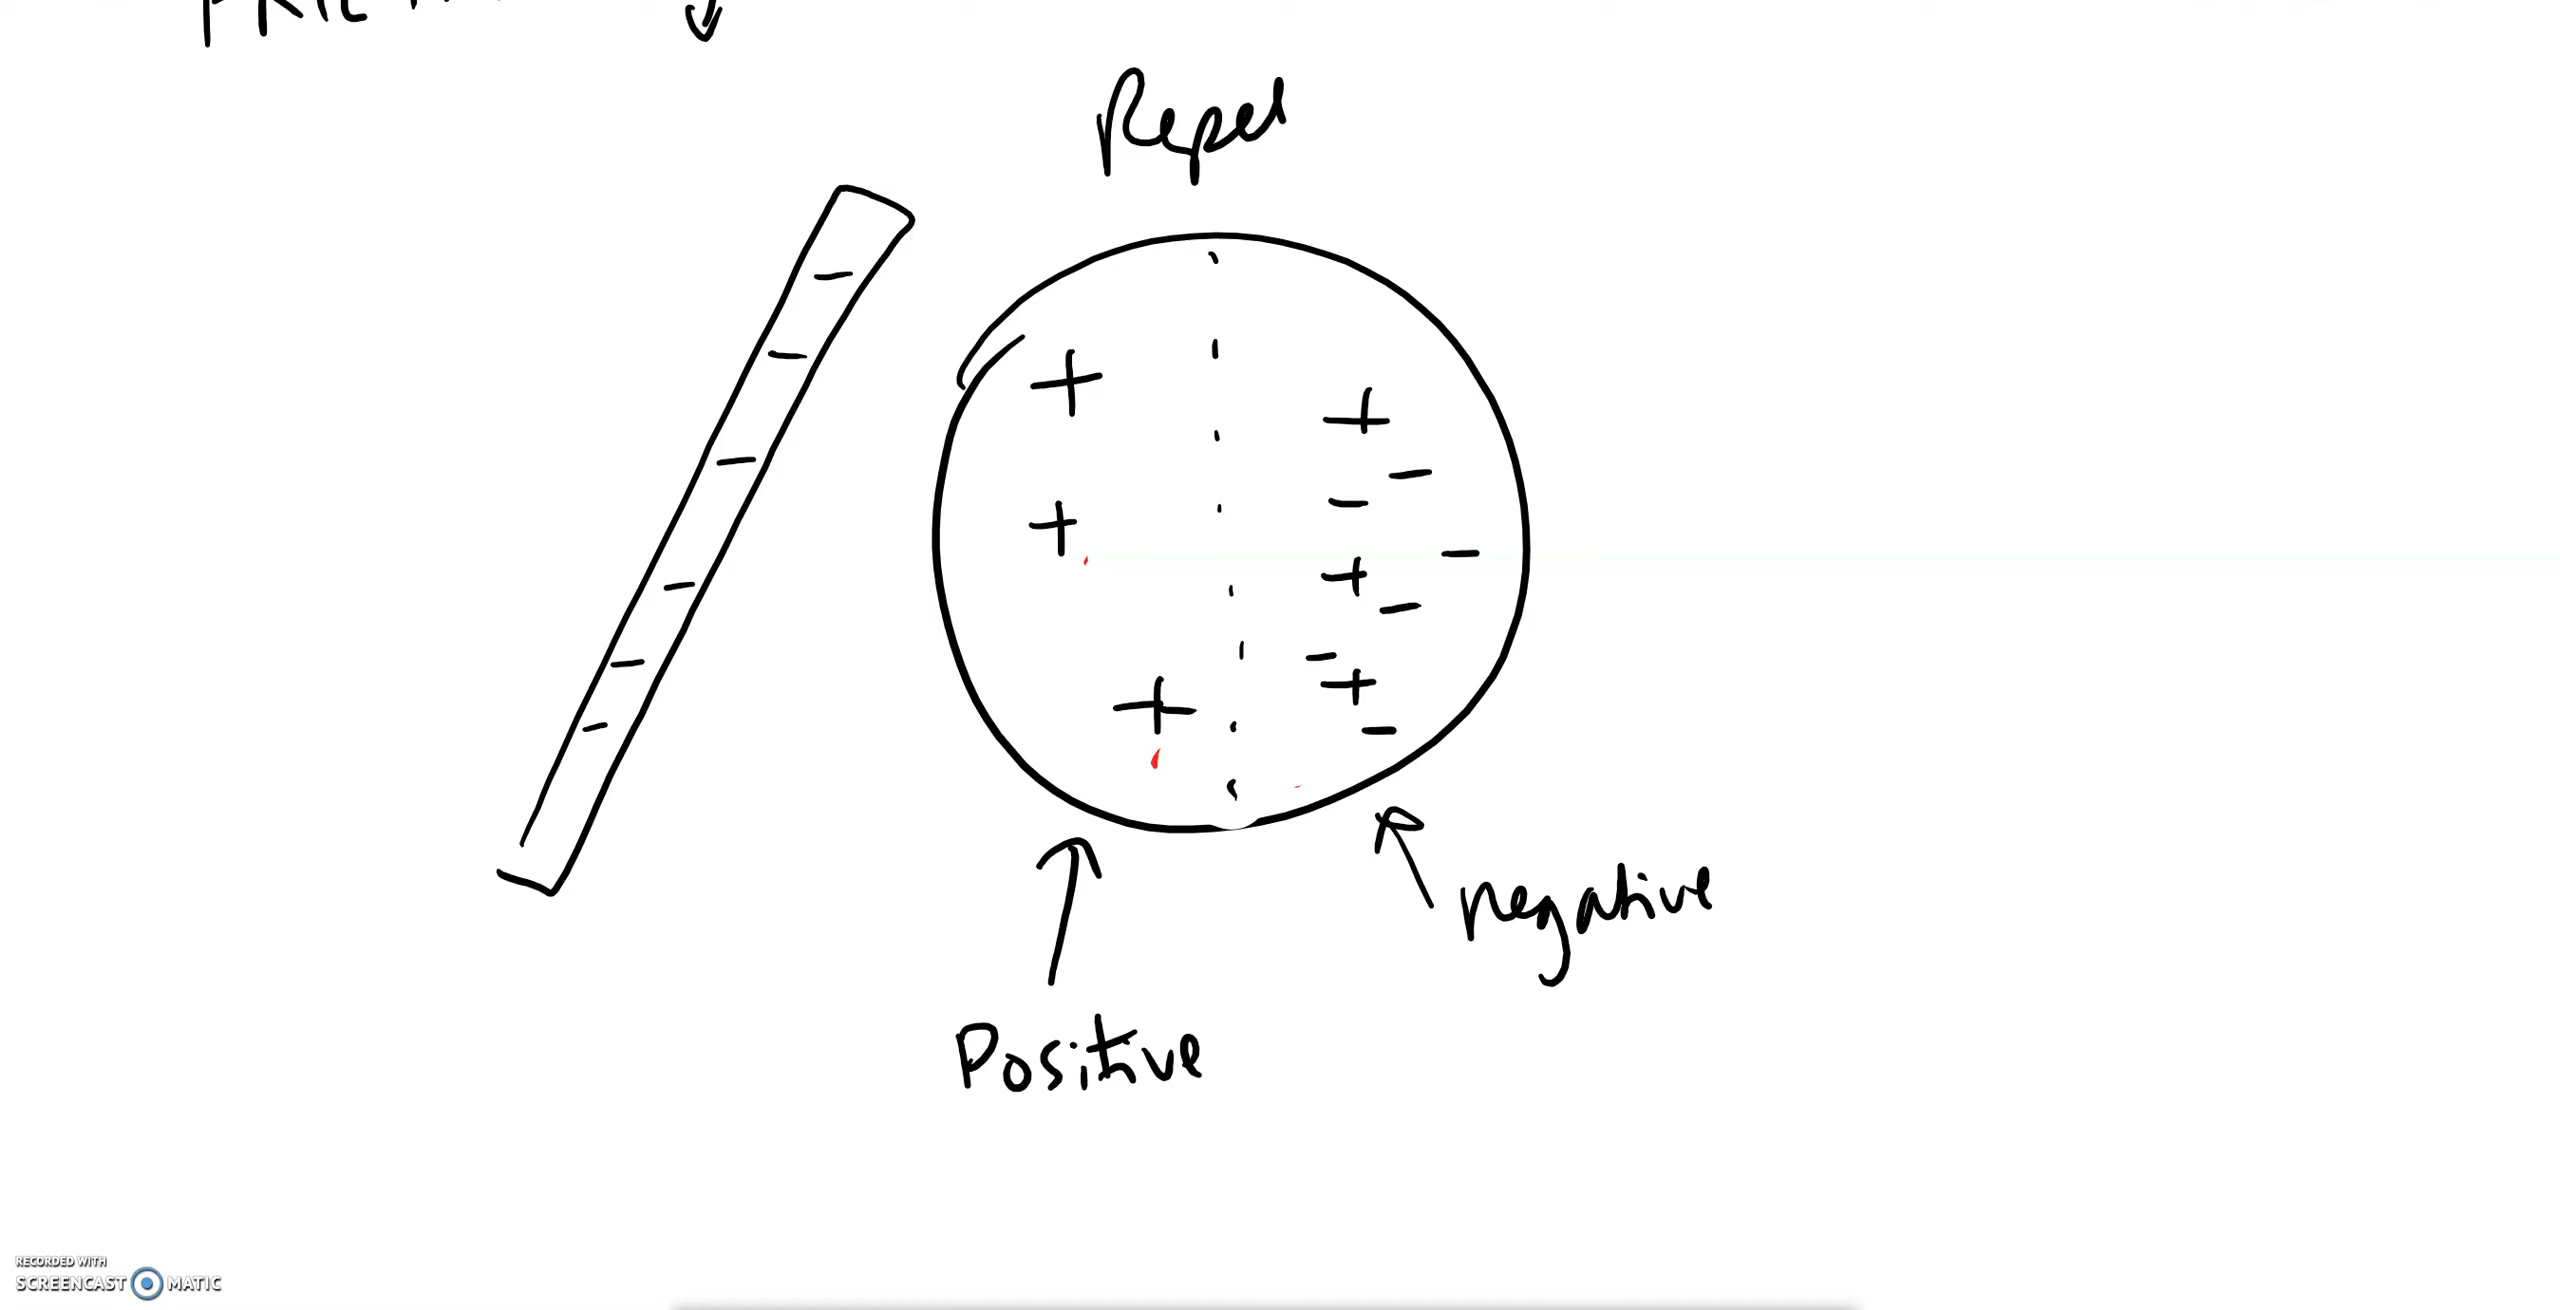 Repel
+ +
- -
-
+ +
-
-
+ +
-
negative
Positive
RECORDED WITH
SCREENCAST MATIC